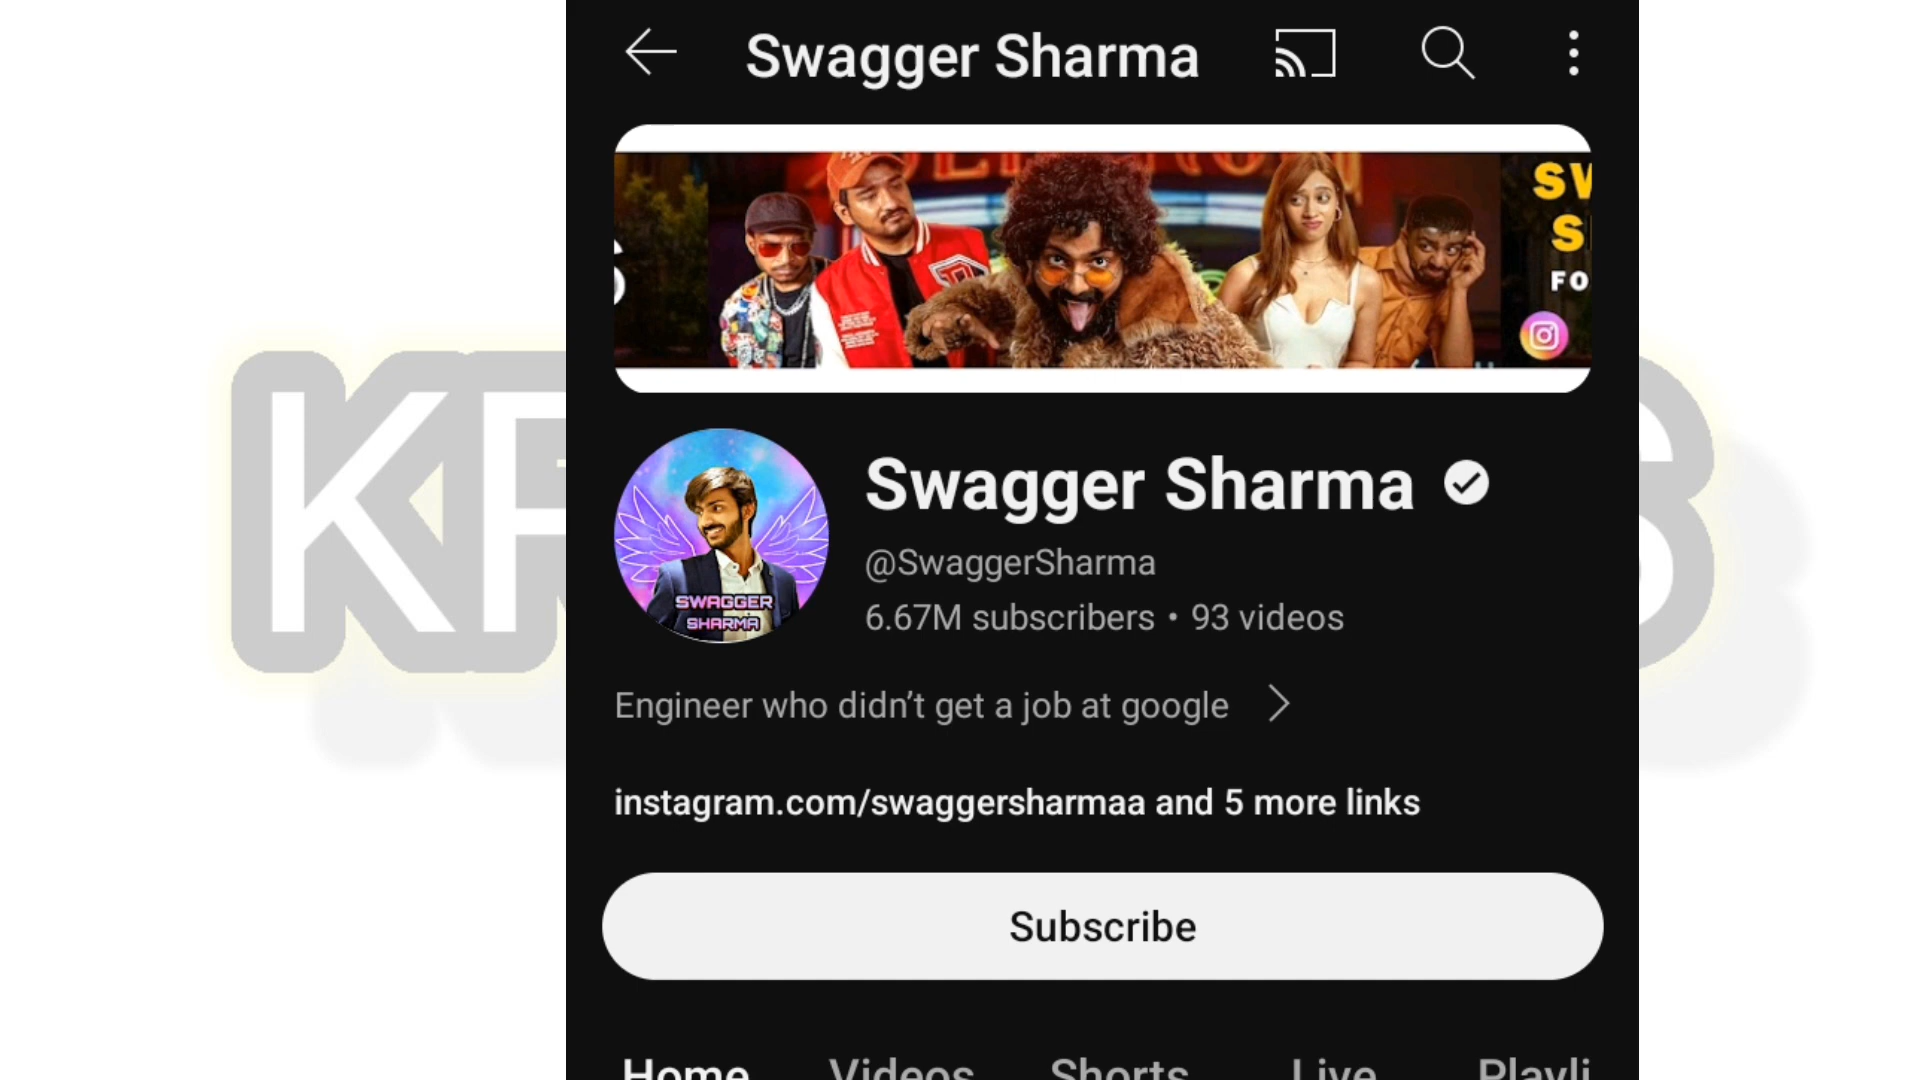 Swagger Sharma
SW
S
FO
SWAGGER
SHARMA
Swagger Sharma
@SwaggerSharma
6.67M subscribers • 93 videos
Engineer who didn't get a job at google
instagram.com/swaggersharmaa and 5 more links
Subscribe
Home Videos Shorts Live Playli